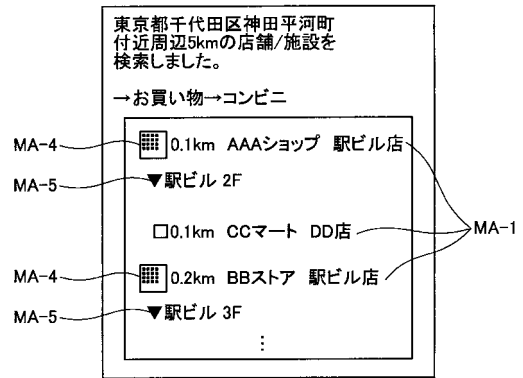 東京都千代田区神田平河町
付近周辺5kmの店舗/施設を
検索しました。
→お買い物→コンビニ
MA-4 0.1km AAAショップ 駅ビル店
MA-5 ▼駅ビル 2F
□0.1km CCマート DD店 MA-1
MA-4 0.2km BBストア 駅ビル店
MA-5 ▼駅ビル 3F
⋮